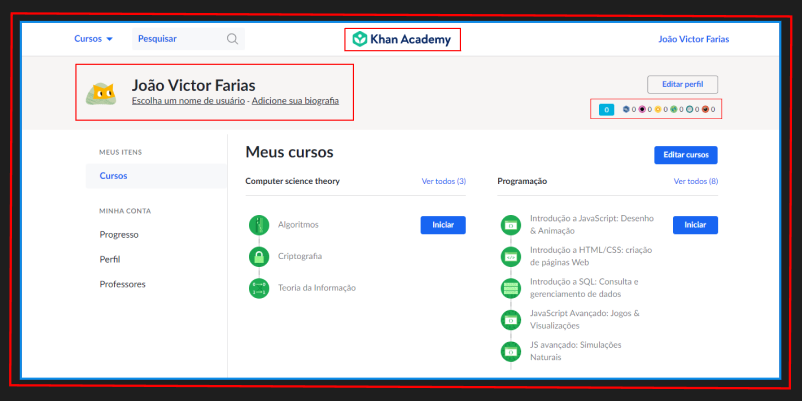 Cursos
Pesquisar
Khan Academy
João Victor Farias
João Victor Farias
Escolha um nome de usuário - Adicione sua biografia
Editar perfil
0 0 0 0 0 0 0
MEUS ITENS
Cursos
MINHA CONTA
Progresso
Perfil
Professores
Meus cursos
Editar cursos
Computer science theory
Ver todos (3)
Algoritmos
Iniciar
Criptografia
Teoria da Informação
Programação
Ver todos (8)
Introdução a JavaScript: Desenho
& Animação
Iniciar
Introdução a HTML/CSS: criação
de páginas Web
Introdução a SQL: Consulta e
gerenciamento de dados
JavaScript Avançado: Jogos &
Visualizações
JS avançado: Simulações
Naturais